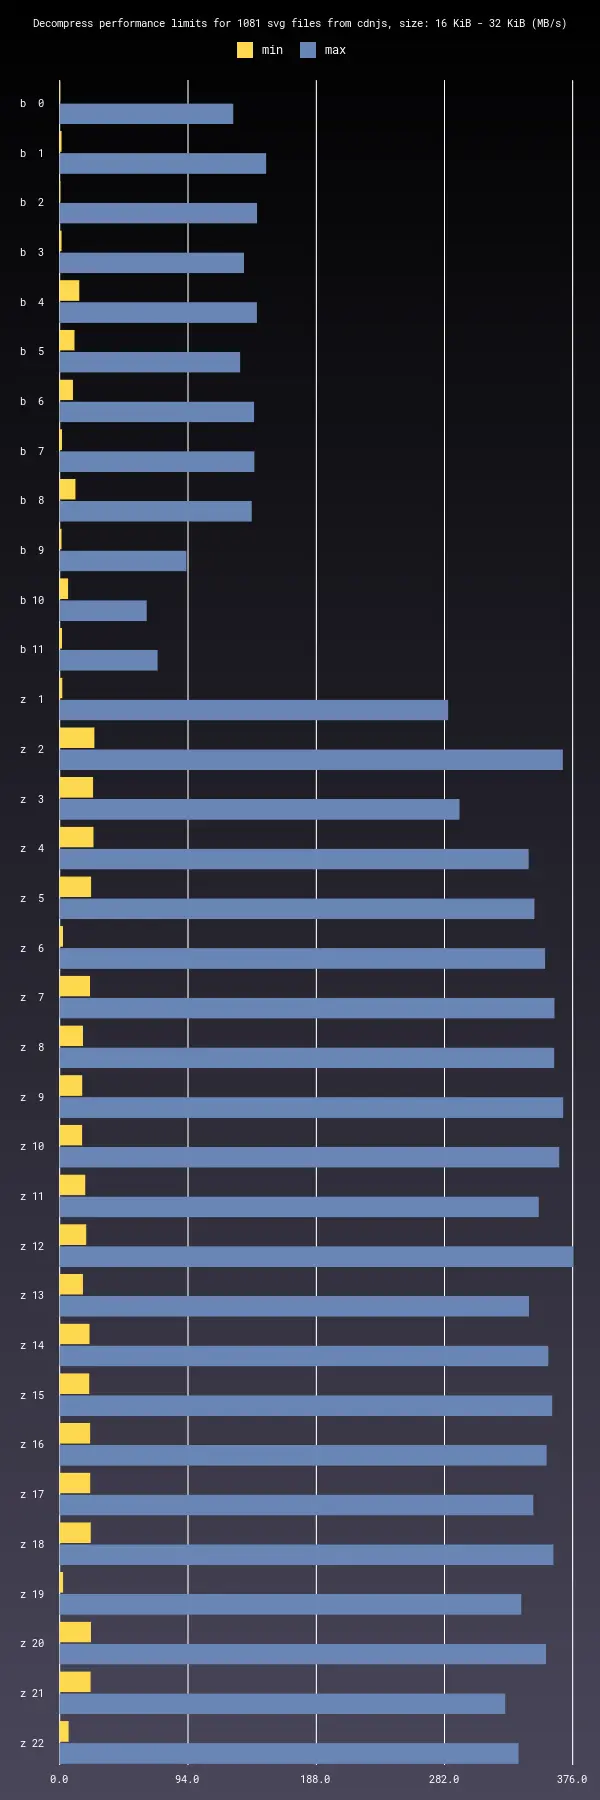 Decompress performance limits for 1081 svg files from cdnjs, size: 16 KiB - 32 KiB (MB/s)
min max
b 0
b 1
b 2
b 3
b 4
b 5
b 6
b 7
b 8
b 9
b 10
b 11
z 1
z 2
z 3
z 4
z 5
z 6
z 7
z 8
z 9
z 10
z 11
z 12
z 13
z 14
z 15
z 16
z 17
z 18
z 19
z 20
z 21
z 22
0.0 94.0 188.0 282.0 376.0